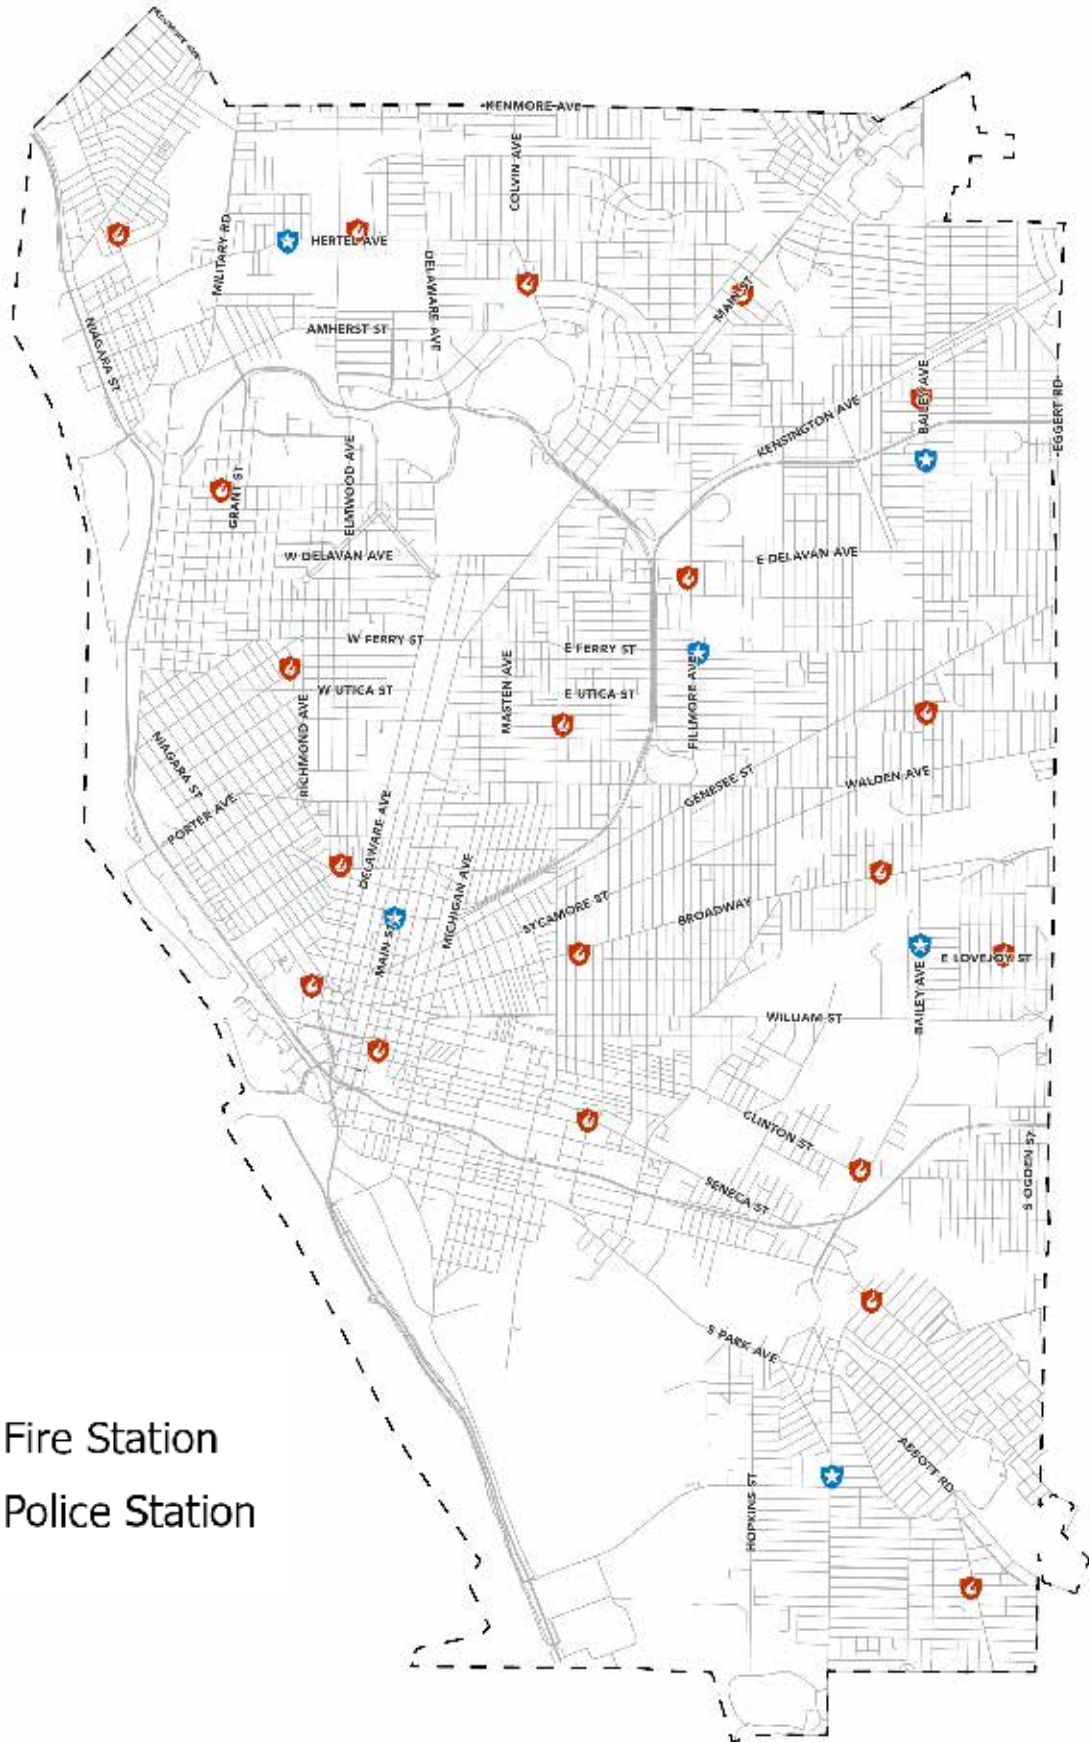 KENMORE AVE
COLVIN AVE
MILITARY RD
HERTEL AVE
DELAWARE AVE
MAIN ST
NIAGARA ST
AMHERST ST
BAILEY AVE
EGGERT RD
KENSINGTON AVE
GRANT ST
ELMWOOD AVE
W DELAVAN AVE
E DELAVAN AVE
W FERRY ST
E FERRY ST
MASTEN AVE
W UTICA ST
E UTICA ST
FILLMORE AVE
RICHMOND AVE
NIAGARA ST
GENESEE ST
WALDEN AVE
PORTER AVE
DELAWARE AVE
MICHIGAN AVE
SYCAMORE ST
BROADWAY
MAIN ST
E LOVEJOY ST
BAILEY AVE
WILLIAM ST
CLINTON ST
SENECA ST
S OGDEN ST
S PARK AVE
ABBOTT RD
HOPKINS ST
Fire Station
Police Station